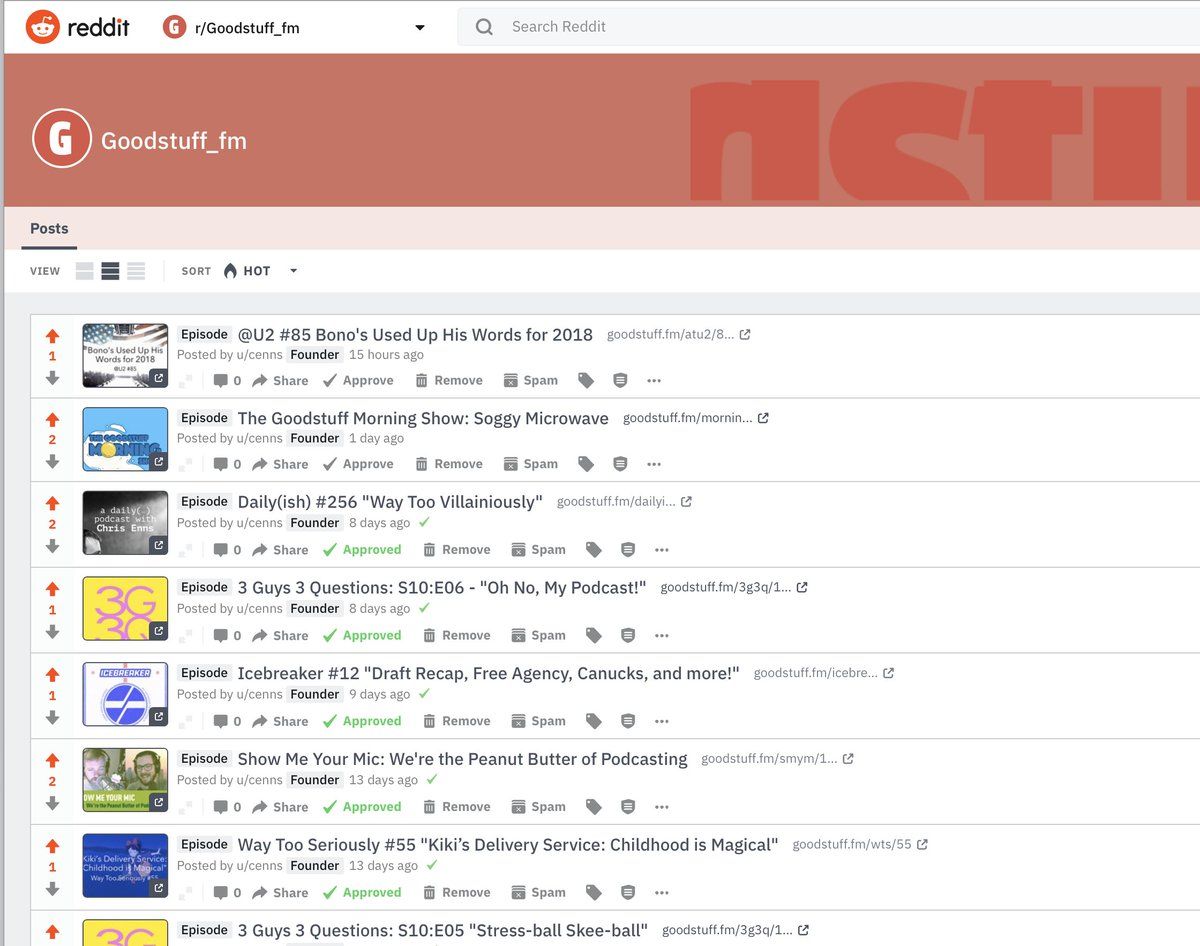 reddit
G r/Goodstuff_fm
Search Reddit
G Goodstuff_fm
Posts
VIEW SORT HOT
1
Bono's Used Up His
Words for 2018
@U2 #85
Episode @U2 #85 Bono's Used Up His Words for 2018 goodstuff.fm/atu2/8...
Posted by u/cenns Founder 15 hours ago
0 Share Approve Remove Spam
2
THE GOODSTUFF
MORNING
SHOW
Episode The Goodstuff Morning Show: Soggy Microwave goodstuff.fm/mornin...
Posted by u/cenns Founder 1 day ago
0 Share Approve Remove Spam
2
a daily(…)
podcast with
Chris Enns
Episode Daily(ish) #256 "Way Too Villainiously" goodstuff.fm/dailyi...
Posted by u/cenns Founder 8 days ago
0 Share Approved Remove Spam
1
3G
3Q
Episode 3 Guys 3 Questions: S10:E06 - "Oh No, My Podcast!" goodstuff.fm/3g3q/1...
Posted by u/cenns Founder 8 days ago
0 Share Approved Remove Spam
1
ICEBREAKER
Episode Icebreaker #12 "Draft Recap, Free Agency, Canucks, and more!" goodstuff.fm/icebre...
Posted by u/cenns Founder 9 days ago
0 Share Approved Remove Spam
2
OW ME YOUR MIC
"We're the Peanut Butter of Pod
Episode Show Me Your Mic: We're the Peanut Butter of Podcasting goodstuff.fm/smym/1...
Posted by u/cenns Founder 13 days ago
0 Share Approved Remove Spam
1
Kiki's Delivery Service:
Childhood is Magical"
Way Too Seriously #55
Episode Way Too Seriously #55 "Kiki’s Delivery Service: Childhood is Magical" goodstuff.fm/wts/55
Posted by u/cenns Founder 13 days ago
0 Share Approved Remove Spam
3G
Episode 3 Guys 3 Questions: S10:E05 "Stress-ball Skee-ball" goodstuff.fm/3g3q/1...